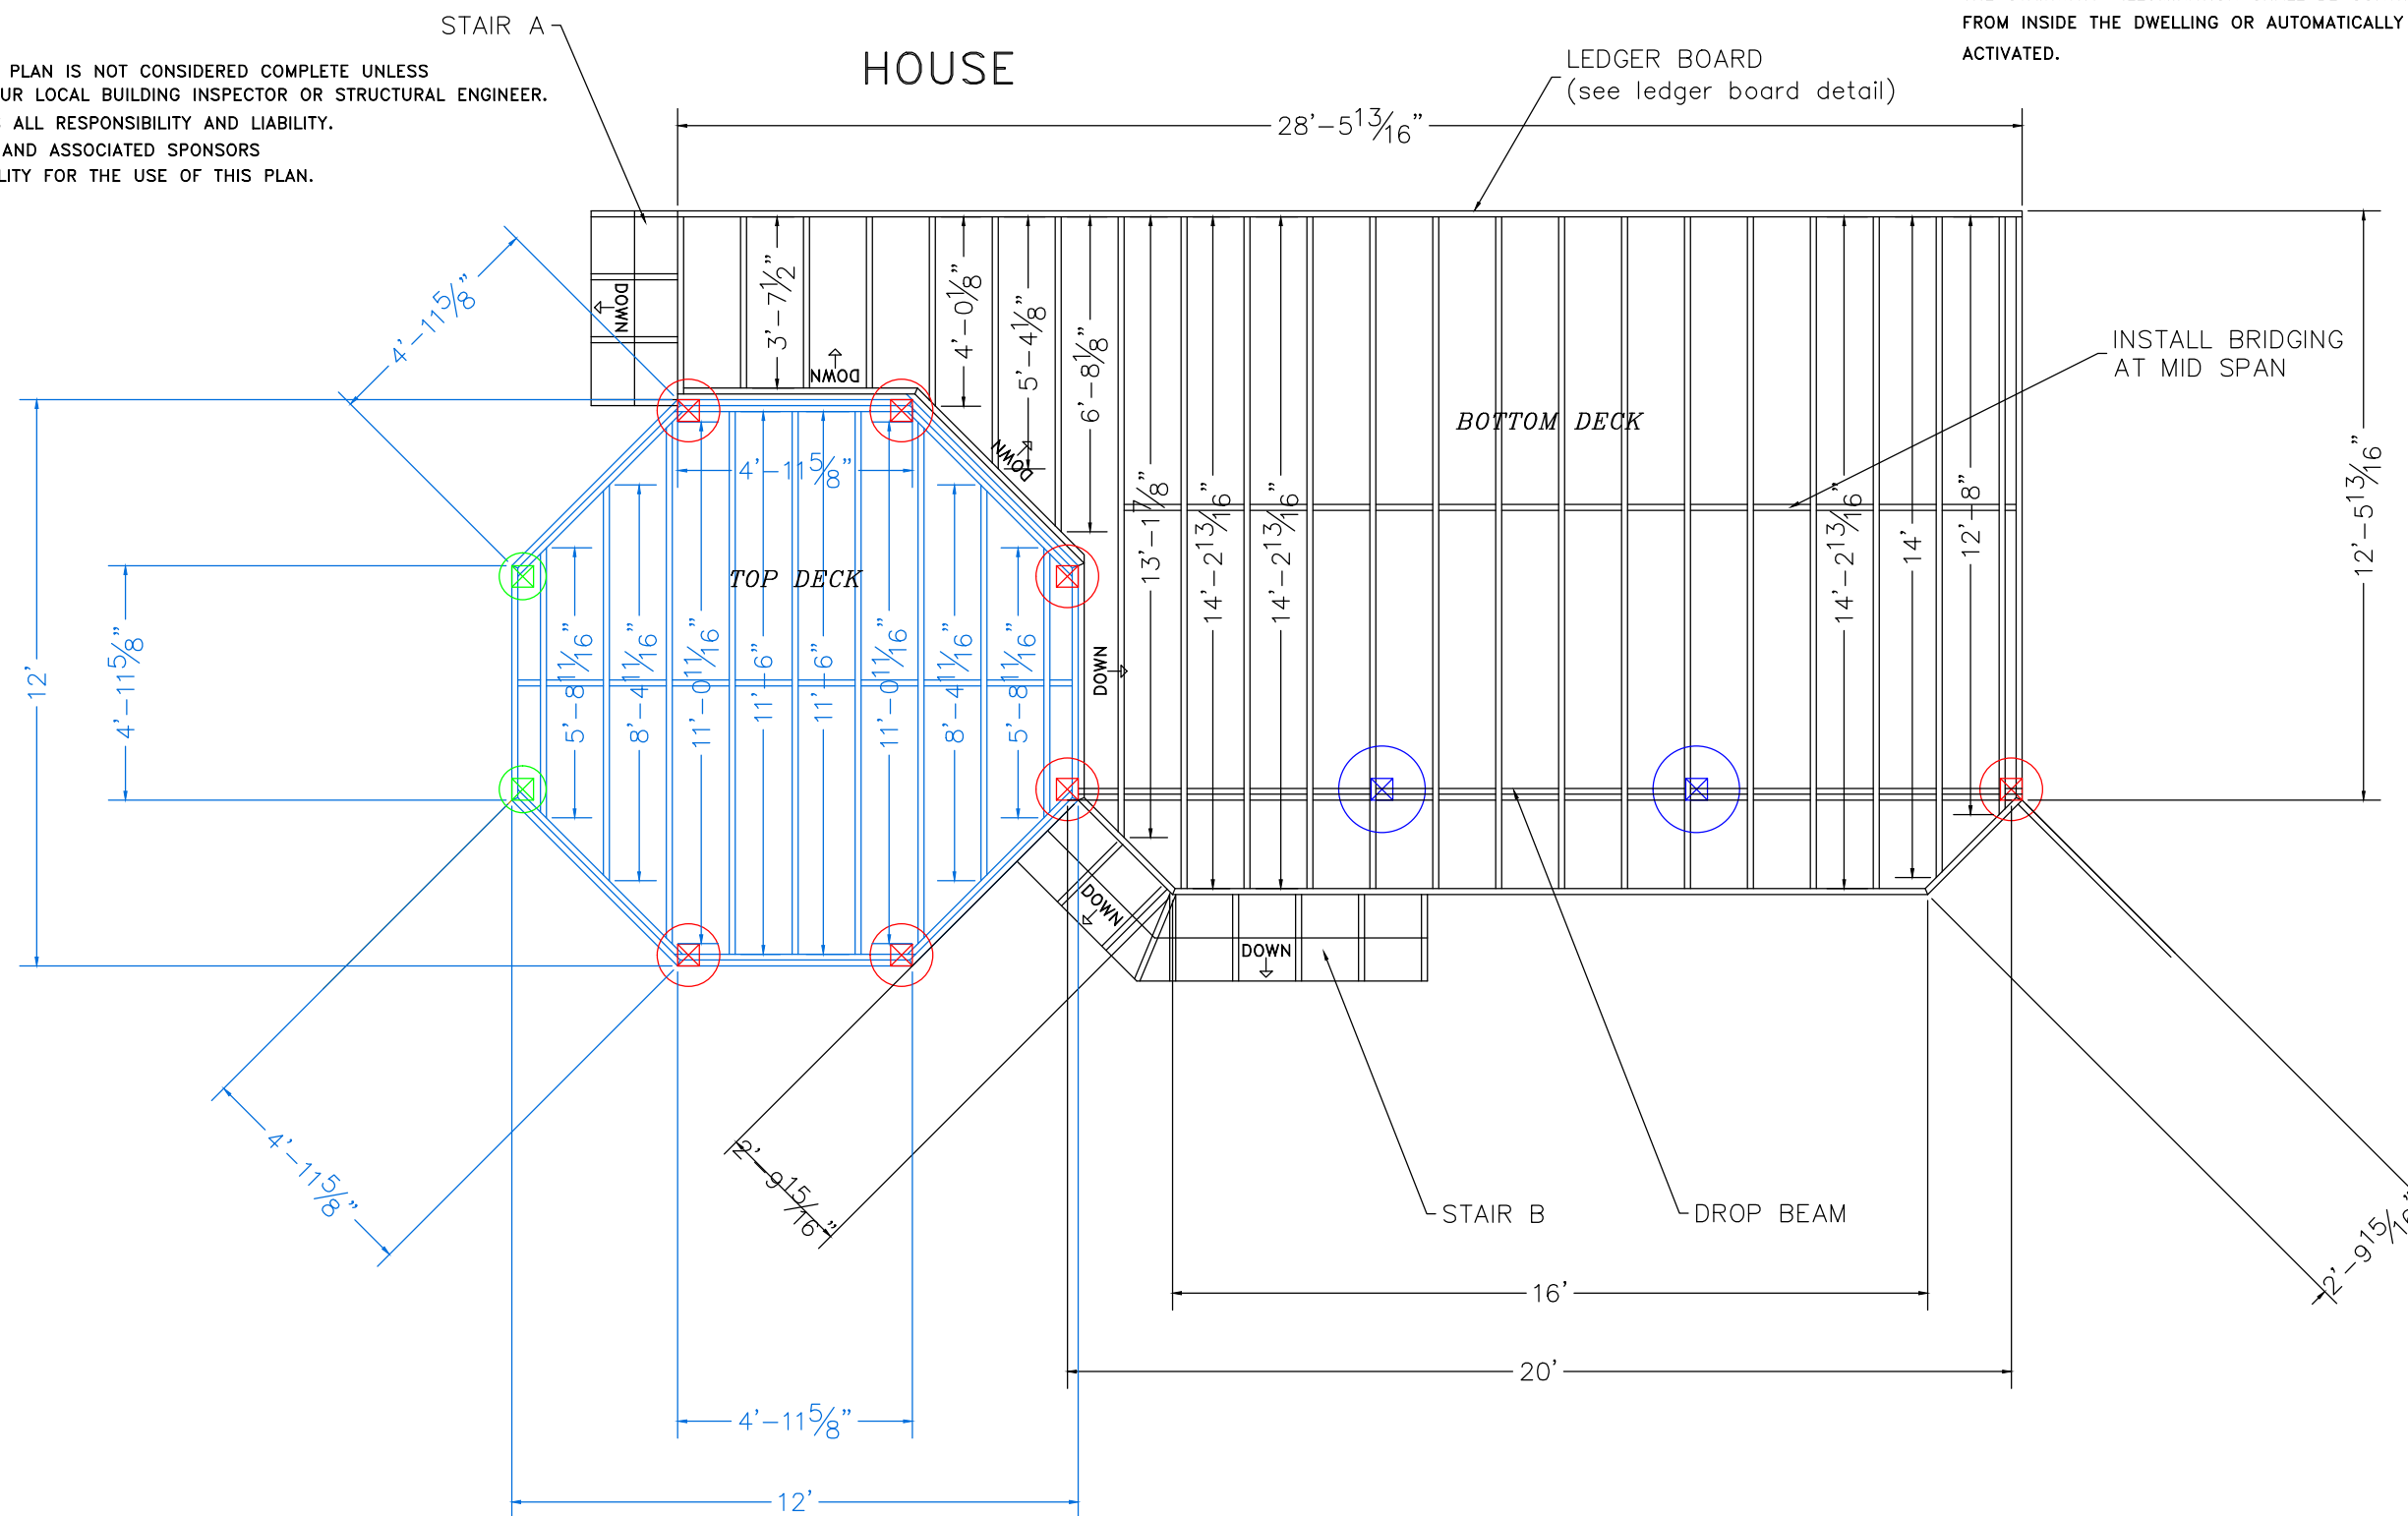 STAIR A
HOUSE
PLAN IS NOT CONSIDERED COMPLETE UNLESS
UR LOCAL BUILDING INSPECTOR OR STRUCTURAL ENGINEER.
ALL RESPONSIBILITY AND LIABILITY.
AND ASSOCIATED SPONSORS
LITY FOR THE USE OF THIS PLAN.
FROM INSIDE THE DWELLING OR AUTOMATICALLY
ACTIVATED.
LEDGER BOARD
(see ledger board detail)
28'-5 13/16"
4'-11 5/8"
DOWN
3'-7 1/2"
DOWN
4'-0 1/8"
5'-4 1/8"
6'-8 1/8"
DOWN
INSTALL BRIDGING
AT MID SPAN
BOTTOM DECK
12'-5 13/16"
4'-11 5/8"
TOP DECK
13'-1 7/8"
14'-2 13/16"
14'-2 13/16"
14'-2 13/16"
14'
12'-8"
12'
4'-11 5/8"
5'-8 11/16"
8'-4 11/16"
11'-0 11/16"
11'-6"
11'-6"
11'-0 11/16"
8'-4 11/16"
5'-8 11/16"
DOWN
DOWN
DOWN
4'-11 5/8"
2'-9 15/16"
STAIR B
DROP BEAM
2'-9 15/16"
16'
20'
4'-11 5/8"
12'